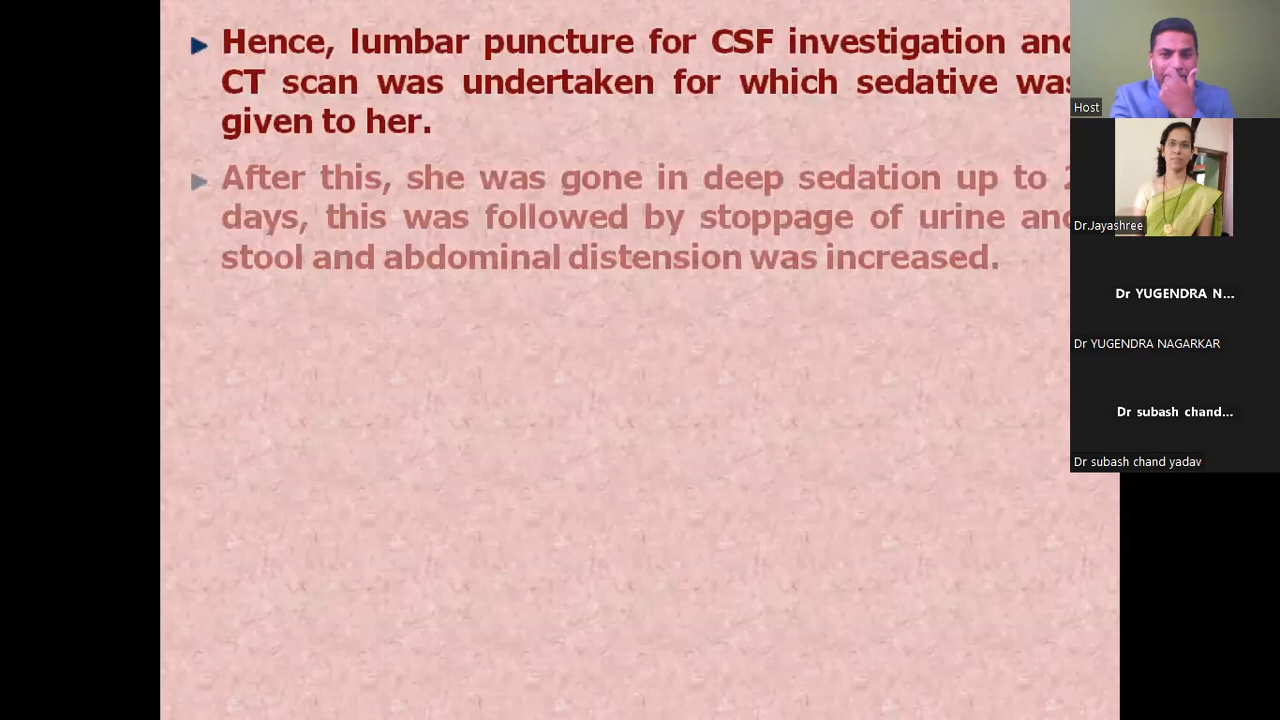 Hence, lumbar puncture for CSF investigation and
CT scan was undertaken for which sedative was
given to her.
After this, she was gone in deep sedation up to 2
days, this was followed by stoppage of urine and
stool and abdominal distension was increased.
Host
Dr.Jayashree
Dr YUGENDRA N...
Dr YUGENDRA NAGARKAR
Dr subash chand...
Dr subash chand yadav